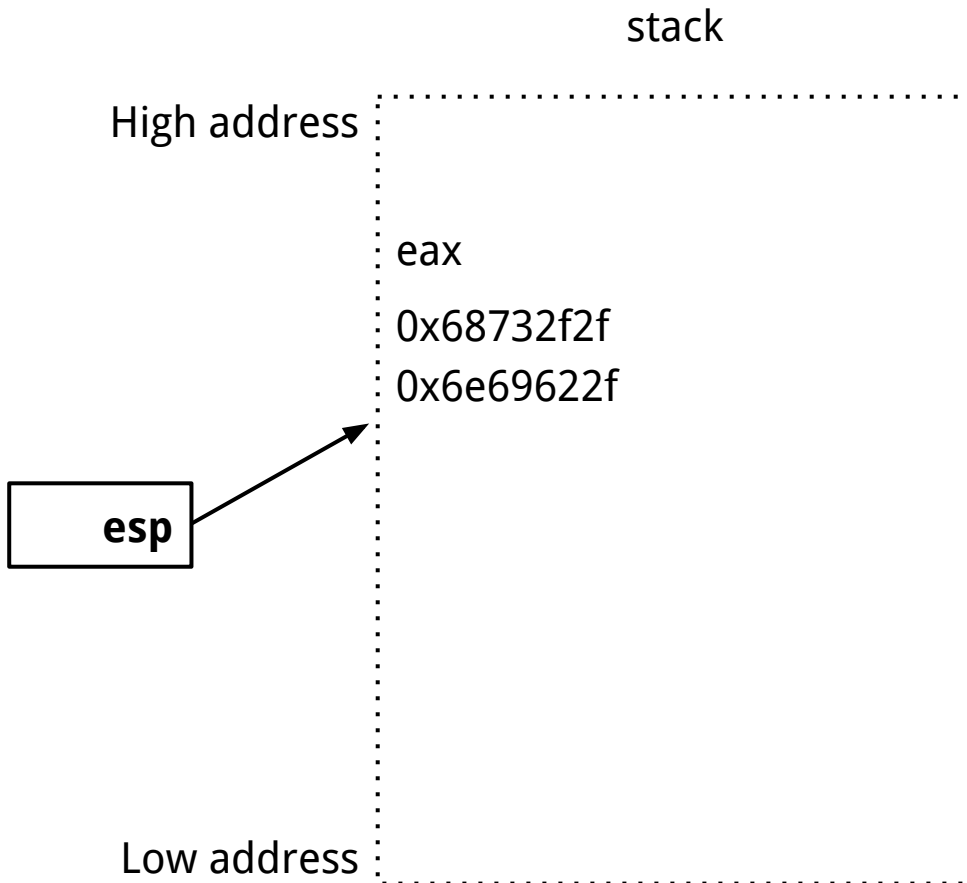 stack
High address
eax
0x68732f2f
0x6e69622f
esp
Low address